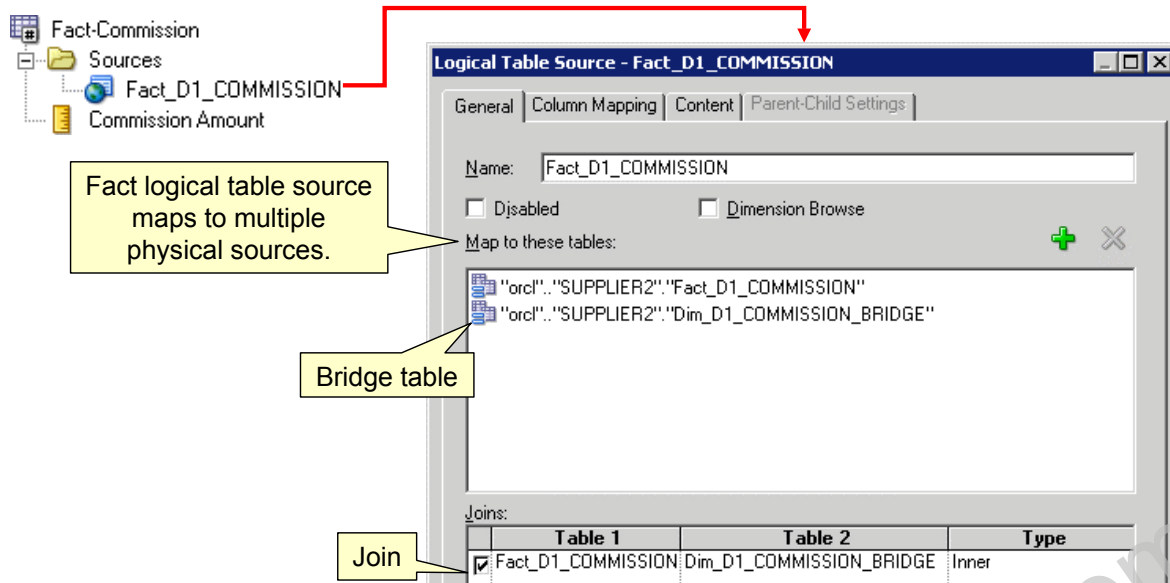 Fact-Commission
Sources
Fact_D1_COMMISSION
Commission Amount
Logical Table Source - Fact_D1_COMMISSION
General
Column Mapping
Content
Parent-Child Settings
Name:
Fact_D1_COMMISSION
Disabled
Dimension Browse
Fact logical table source
maps to multiple
physical sources.
Map to these tables:
"orcl".."SUPPLIER2"."Fact_D1_COMMISSION"
"orcl".."SUPPLIER2"."Dim_D1_COMMISSION_BRIDGE"
Bridge table
Joins:
Table 1 Table 2 Type
Join
Fact_D1_COMMISSION Dim_D1_COMMISSION_BRIDGE Inner